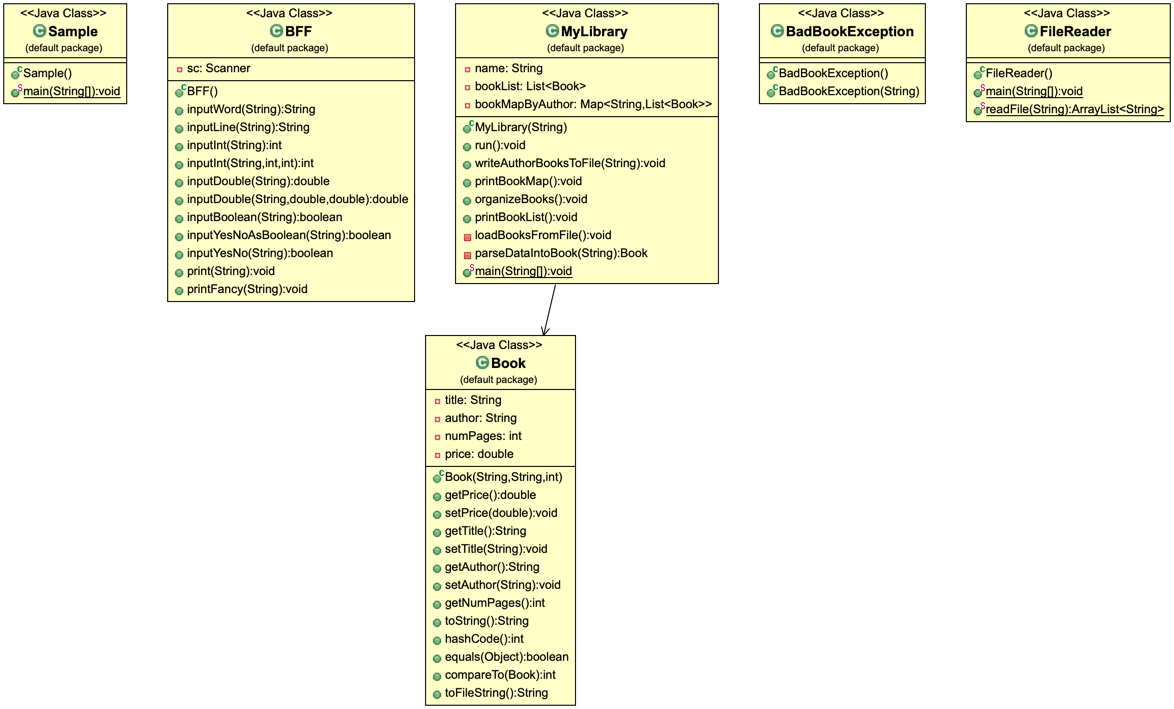 <<Java Class>>
Sample
(default package)
Sample()
main(String[]):void
<<Java Class>>
BFF
(default package)
sc: Scanner
BFF()
inputWord(String):String
inputLine(String):String
inputInt(String):int
inputInt(String,int,int):int
inputDouble(String):double
inputDouble(String,double,double):double
inputBoolean(String):boolean
inputYesNoAsBoolean(String):boolean
inputYesNo(String):boolean
print(String):void
printFancy(String):void
<<Java Class>>
MyLibrary
(default package)
name: String
bookList: List<Book>
bookMapByAuthor: Map<String,List<Book>>
MyLibrary(String)
run():void
writeAuthorBooksToFile(String):void
printBookMap():void
organizeBooks():void
printBookList():void
loadBooksFromFile():void
parseDataIntoBook(String):Book
main(String[]):void
<<Java Class>>
BadBookException
(default package)
BadBookException()
BadBookException(String)
<<Java Class>>
FileReader
(default package)
FileReader()
main(String[]):void
readFile(String):ArrayList<String>
<<Java Class>>
Book
(default package)
title: String
author: String
numPages: int
price: double
Book(String,String,int)
getPrice():double
setPrice(double):void
getTitle():String
setTitle(String):void
getAuthor():String
setAuthor(String):void
getNumPages():int
toString():String
hashCode():int
equals(Object):boolean
compareTo(Book):int
toFileString():String